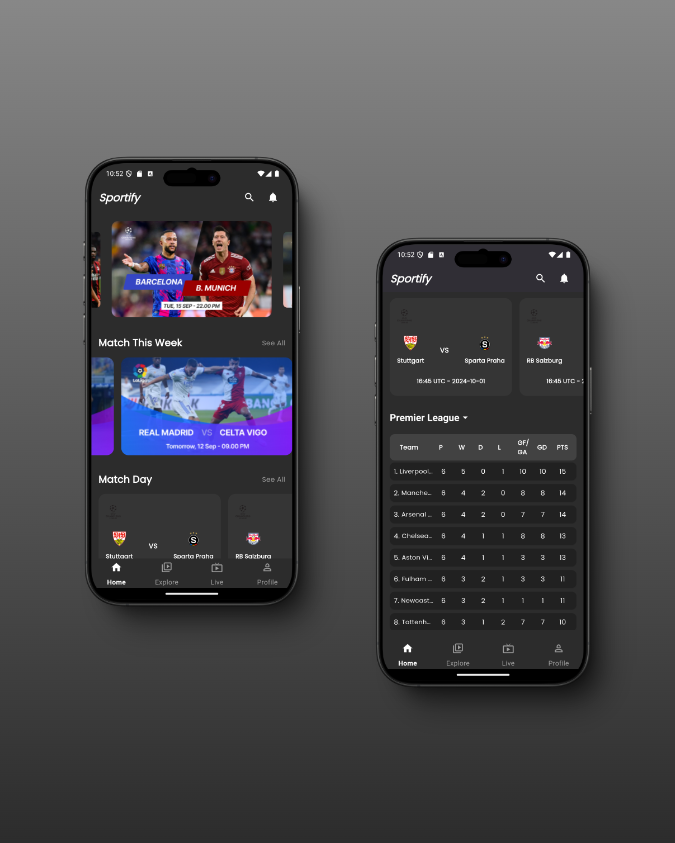 10:52
Sportify
BARCELONA
B. MUNICH
TUE, 15 SEP - 22.00 PM
Match This Week
See All
REAL MADRID VS CELTA VIGO
Tomorrow, 12 Sep - 09.00 PM
Match Day
See All
VS
Stuttgart
Sparta Praha
RB Salzburg
Home
Explore
Live
Profile
10:52
Sportify
VS
Stuttgart
Sparta Praha
RB Salzburg
16:45 UTC - 2024-10-01
16:45 UTC - 2
Premier League
Team P W D L GF/GA GD PTS
1. Liverpool... 6 5 0 1 10 10 15
2. Manche... 6 4 2 0 8 8 14
3. Arsenal ... 6 4 2 0 7 7 14
4. Chelsea... 6 4 1 1 8 8 13
5. Aston Vi... 6 4 1 1 3 3 13
6. Fulham ... 6 3 2 1 3 3 11
7. Newcast... 6 3 2 1 1 1 11
8. Tottenh... 6 3 1 2 7 7 10
Home
Explore
Live
Profile